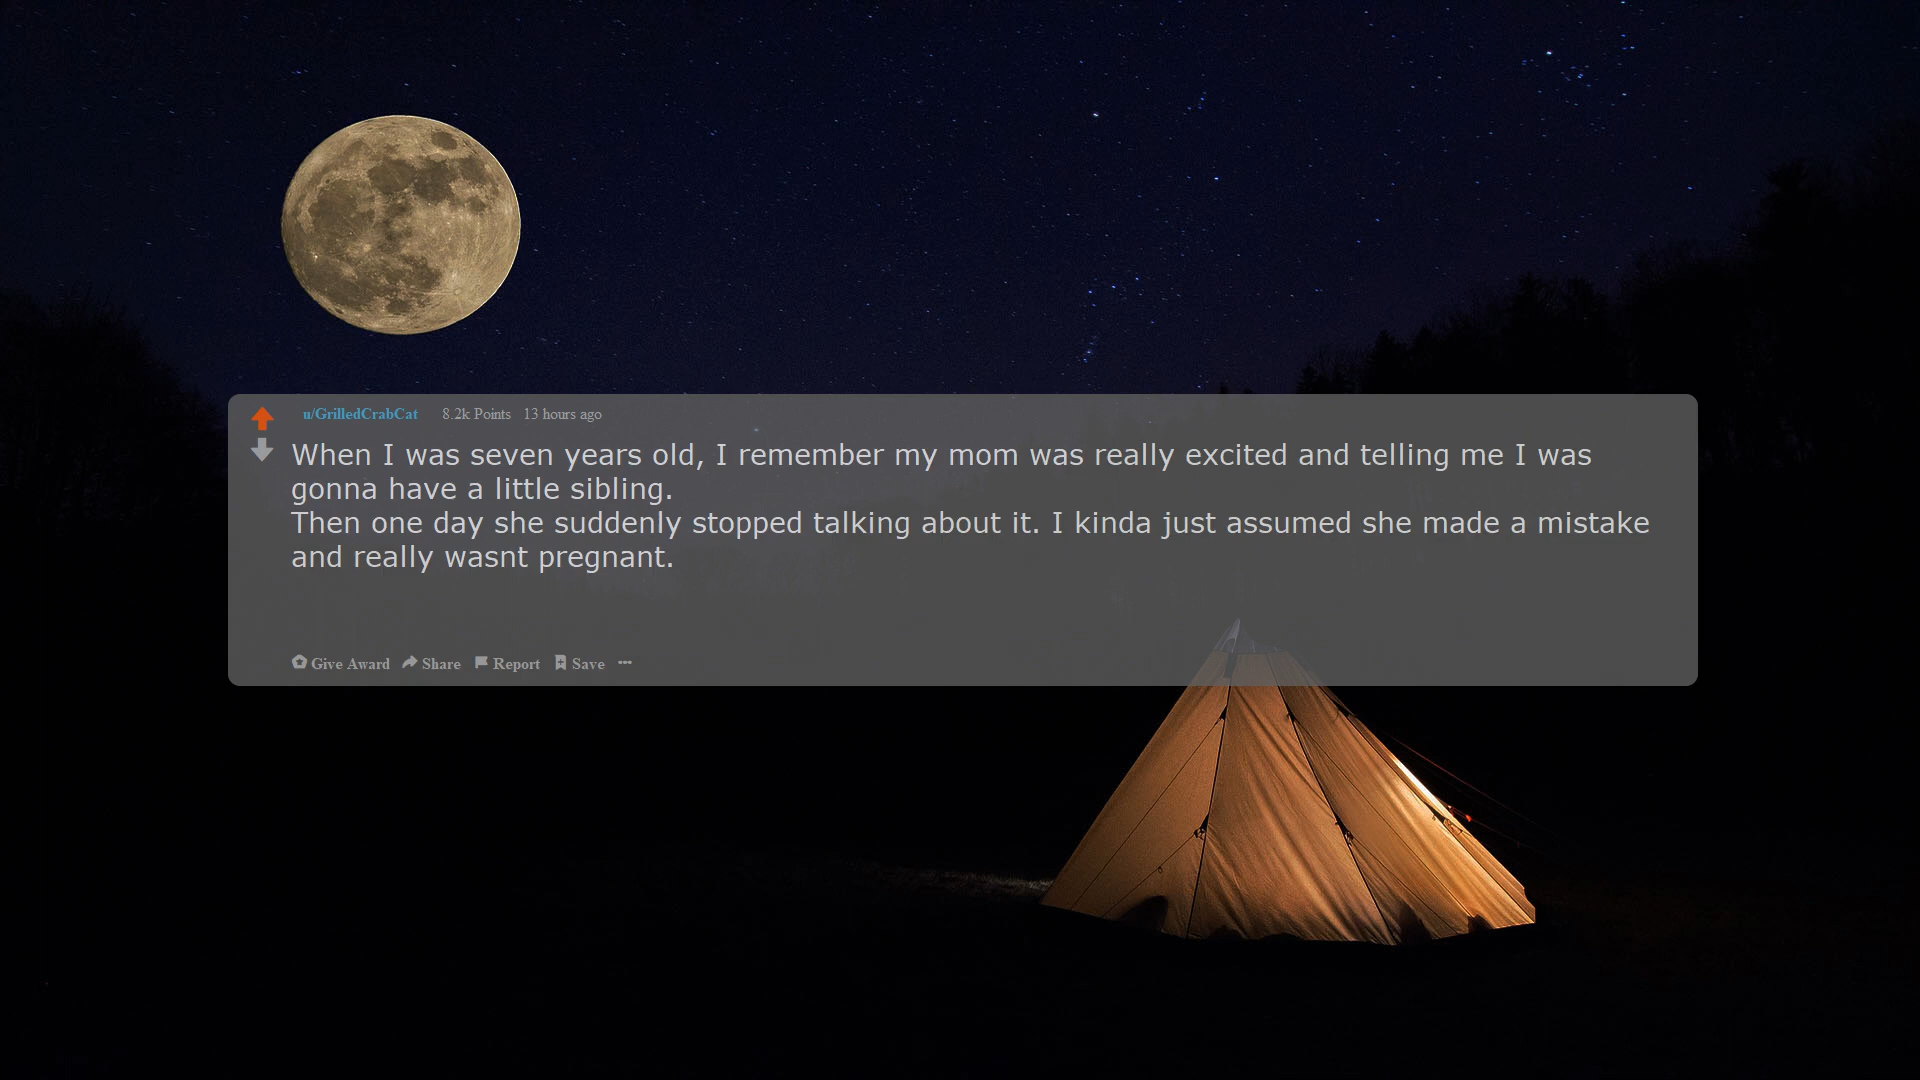 u/GrilledCrabCat 8.2k Points 13 hours ago
When I was seven years old, I remember my mom was really excited and telling me I was
gonna have a little sibling.
Then one day she suddenly stopped talking about it. I kinda just assumed she made a mistake
and really wasnt pregnant.
Give Award Share Report Save